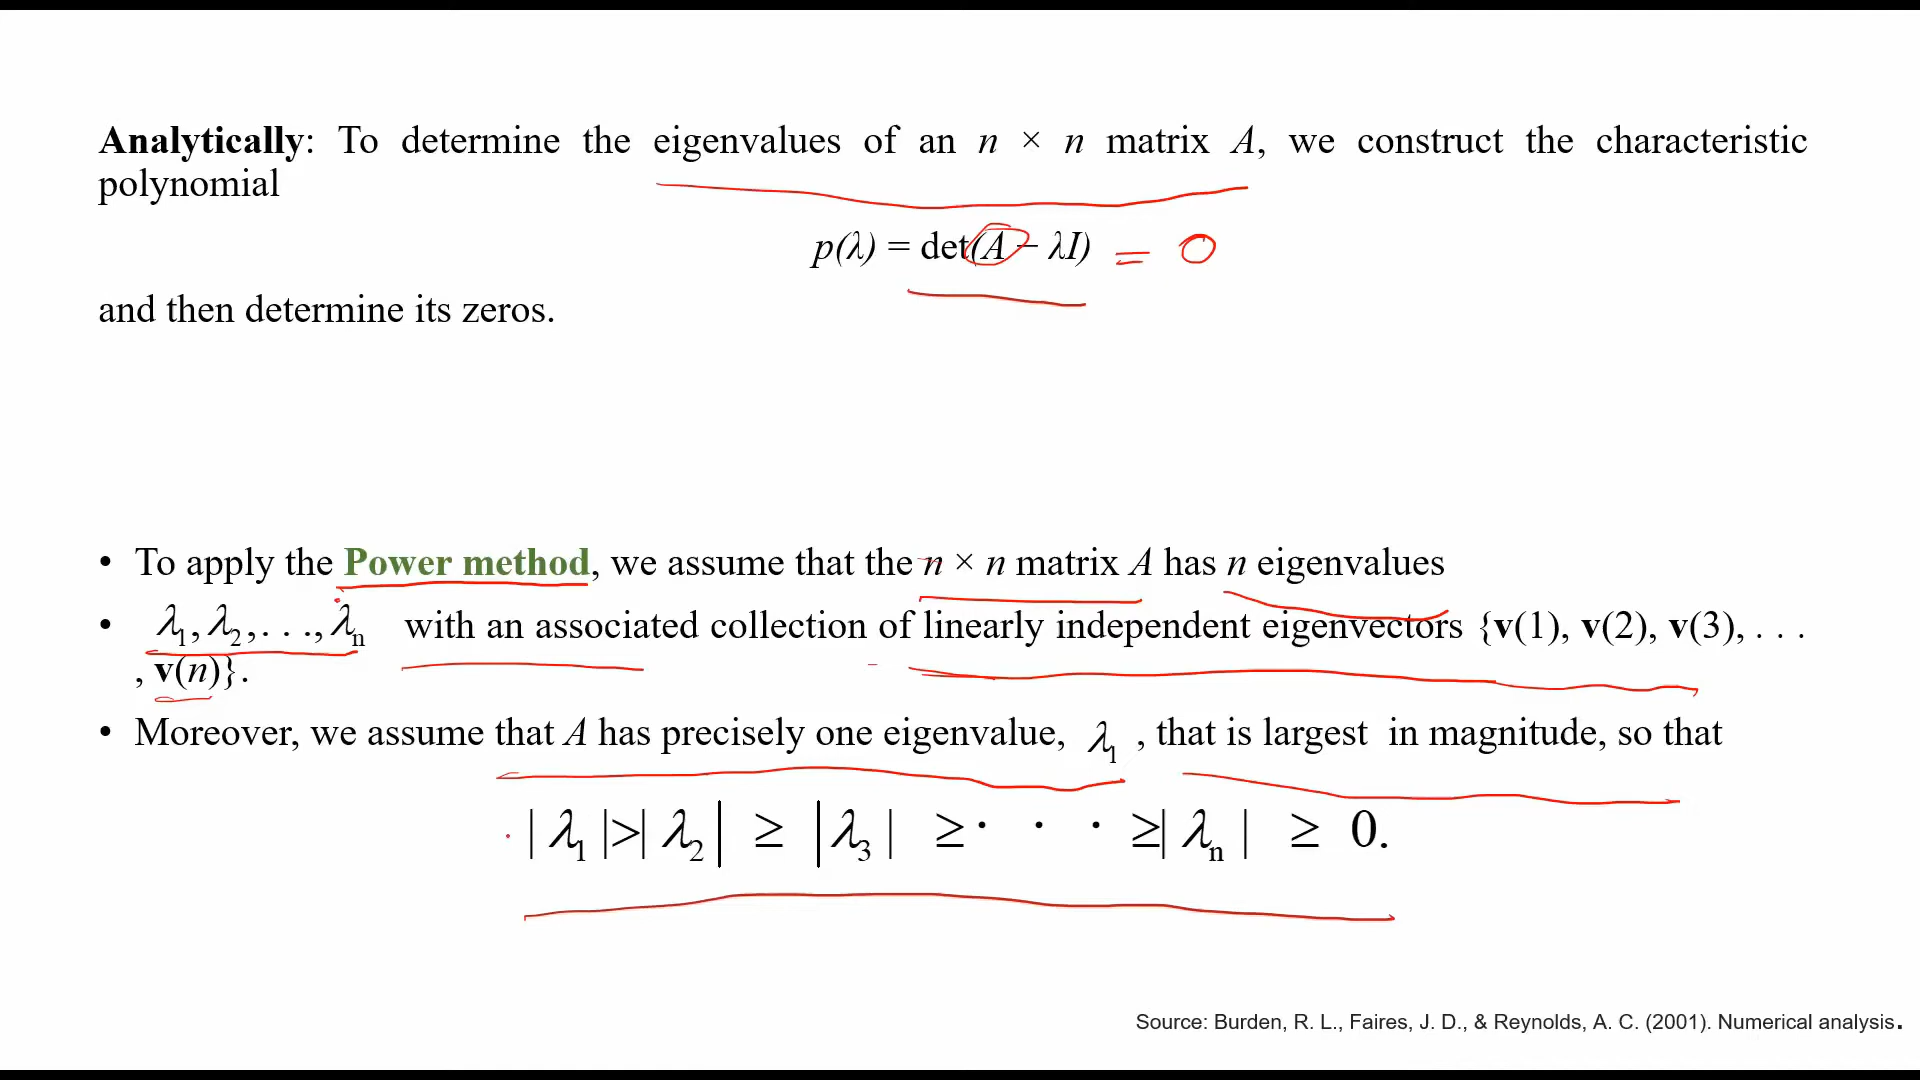 Analytically: To determine the eigenvalues of an n × n matrix A, we construct the characteristic
polynomial
p(λ) = det(A − λI) = 0
and then determine its zeros.
• To apply the Power method, we assume that the n × n matrix A has n eigenvalues
• λ₁, λ₂, . . ., λₙ with an associated collection of linearly independent eigenvectors {v(1), v(2), v(3), . . .
, v(n)}.
• Moreover, we assume that A has precisely one eigenvalue, λ₁ , that is largest in magnitude, so that
| λ₁ |>| λ₂ | ≥ | λ₃ | ≥ · · · ≥| λₙ | ≥ 0.
Source: Burden, R. L., Faires, J. D., & Reynolds, A. C. (2001). Numerical analysis.